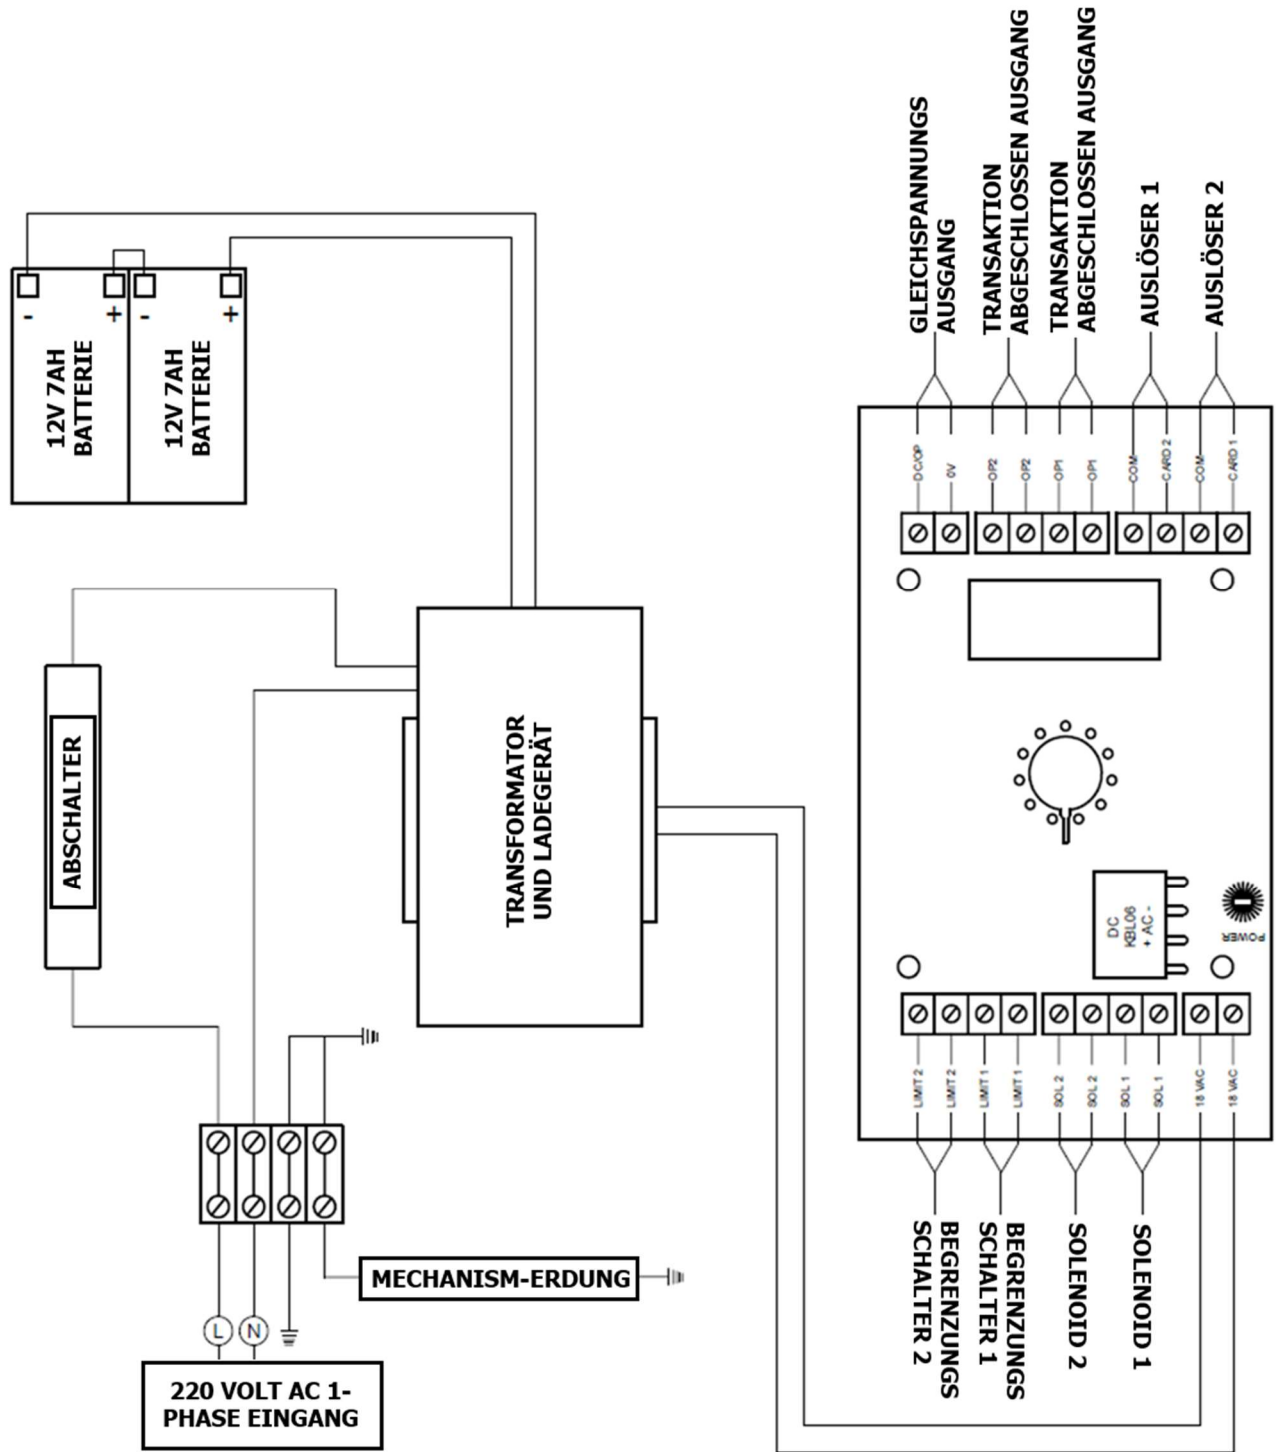 GLEICHSPANNUNGS
AUSGANG
TRANSAKTION
ABGESCHLOSSEN AUSGANG
TRANSAKTION
ABGESCHLOSSEN AUSGANG
AUSLÖSER 1
AUSLÖSER 2
- + - +
12V 7AH
BATTERIE
12V 7AH
BATTERIE
DC/OP
0V
OP2
OP2
OP1
OP1
COM
CARD 2
COM
CARD 1
ABSCHALTER
TRANSFORMATOR
UND LADEGERÄT
DC
KBL06
+ AC -
POWER
LIMIT 2
LIMIT 2
LIMIT 1
LIMIT 1
SOL 2
SOL 2
SOL 1
SOL 1
18 VAC
18 VAC
BEGRENZUNGS
SCHALTER 2
BEGRENZUNGS
SCHALTER 1
SOLENOID 2
SOLENOID 1
MECHANISM-ERDUNG
L N
220 VOLT AC 1-
PHASE EINGANG